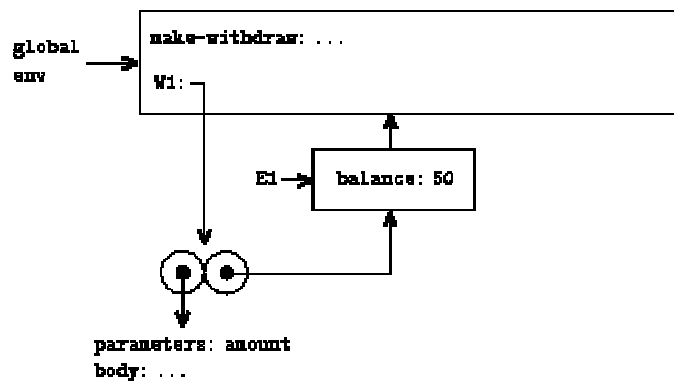 make-withdraw: ...
global
env
W1:
E1
balance: 50
parameters: amount
body: ...